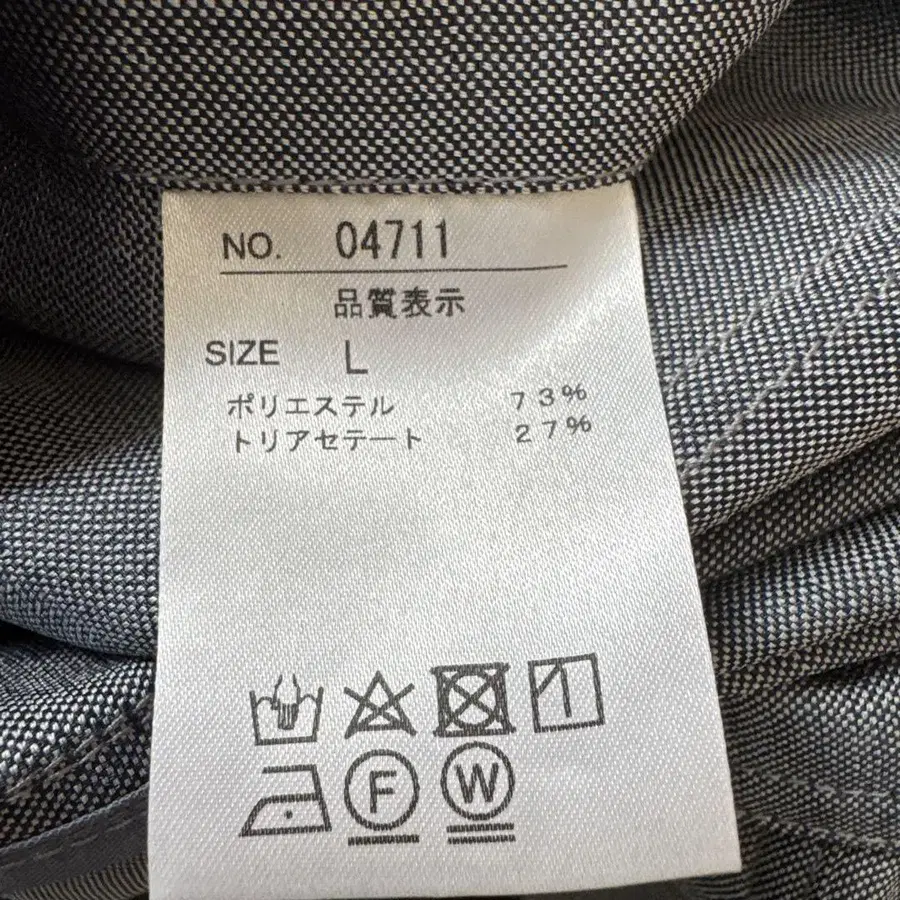 NO. 04711
品質表示
SIZE L
ポリエステル 73%
トリアセテート 27%
F W